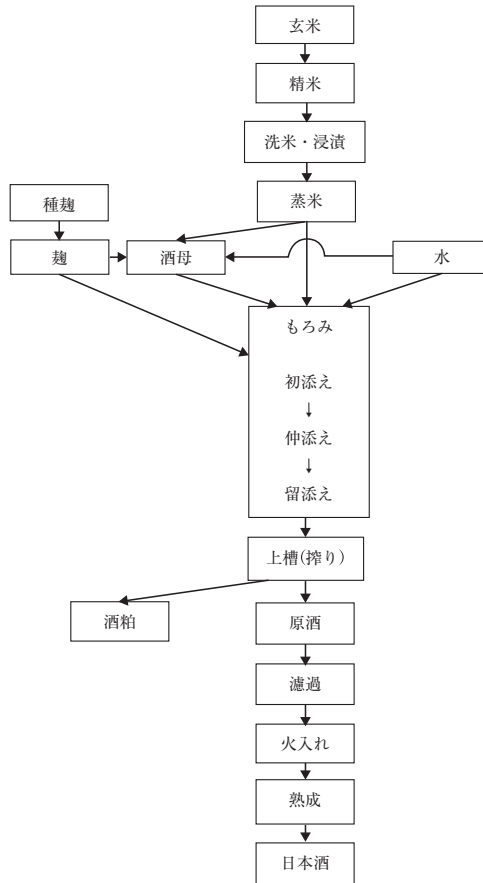 玄米
精米
洗米・浸漬
蒸米
種麹
麹
酒母
水
もろみ
初添え
↓
仲添え
↓
留添え
上槽(搾り)
酒粕
原酒
濾過
火入れ
熟成
日本酒